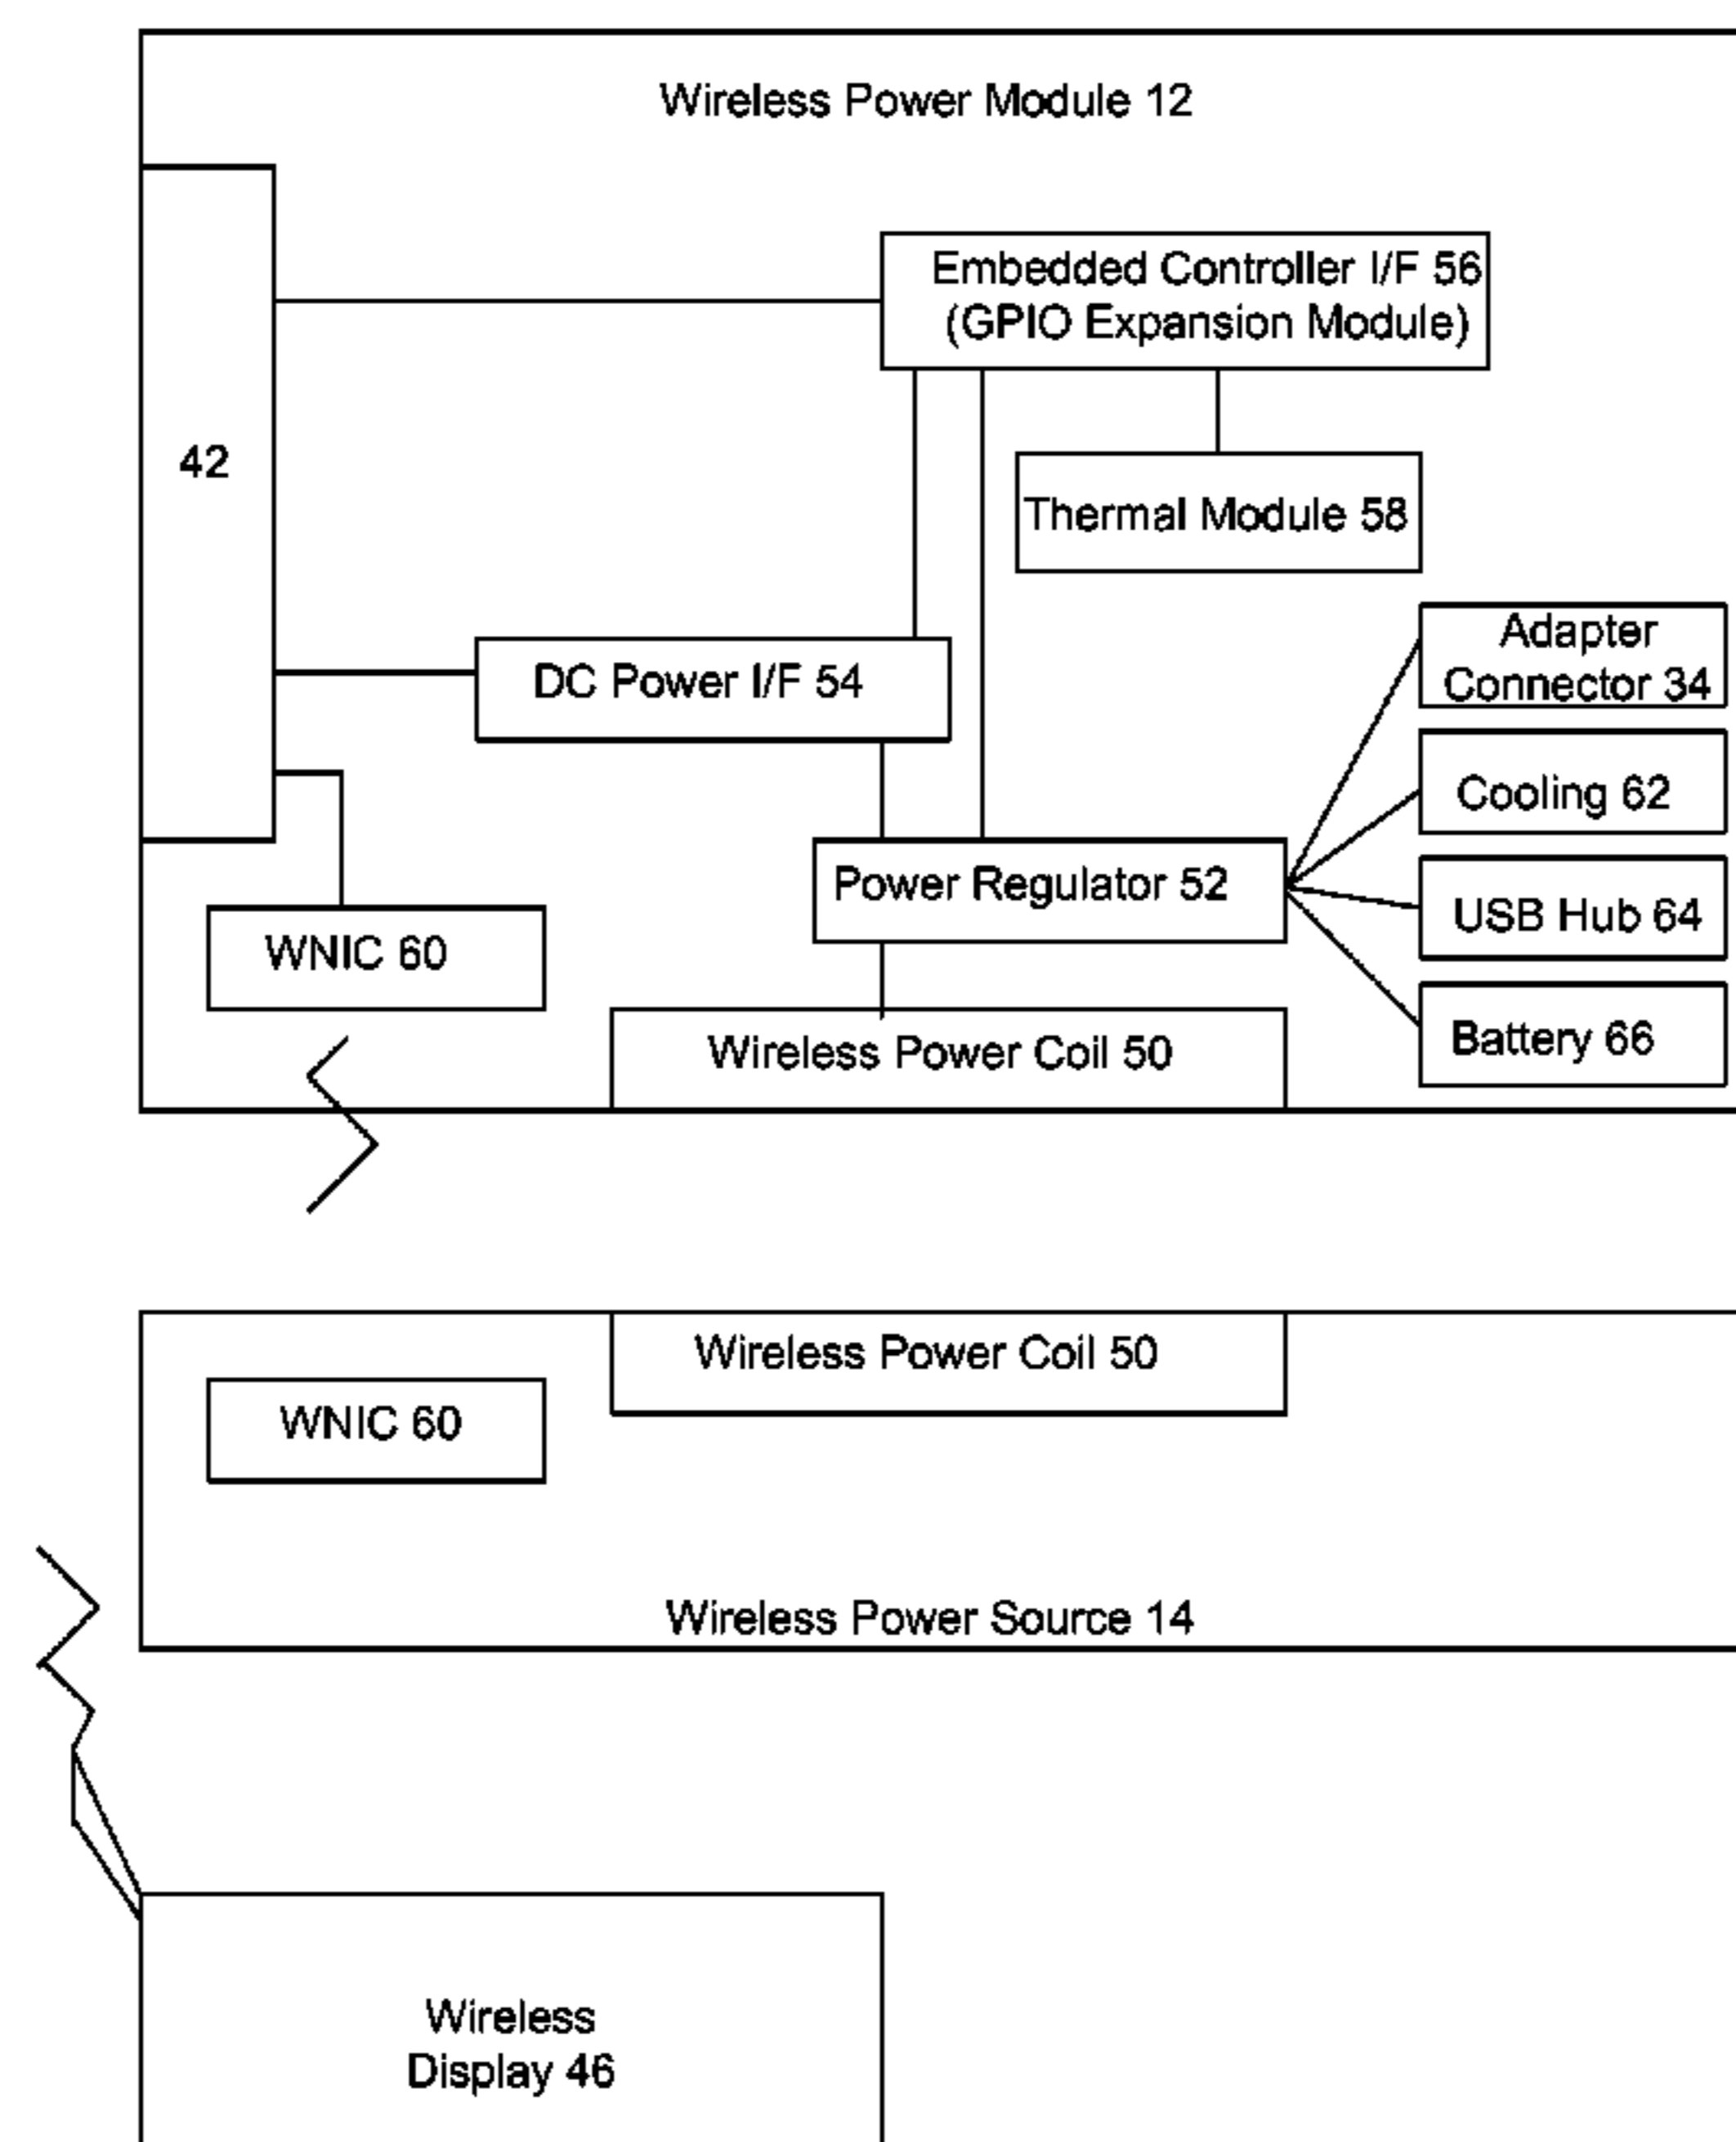 Wireless Power Module 12
Embedded Controller I/F 56
(GPIO Expansion Module)
42
Thermal Module 58
Adapter
Connector 34
DC Power I/F 54
Cooling 62
Power Regulator 52
USB Hub 64
WNIC 60
Wireless Power Coil 50
Battery 66
Wireless Power Coil 50
WNIC 60
Wireless Power Source 14
Wireless
Display 46